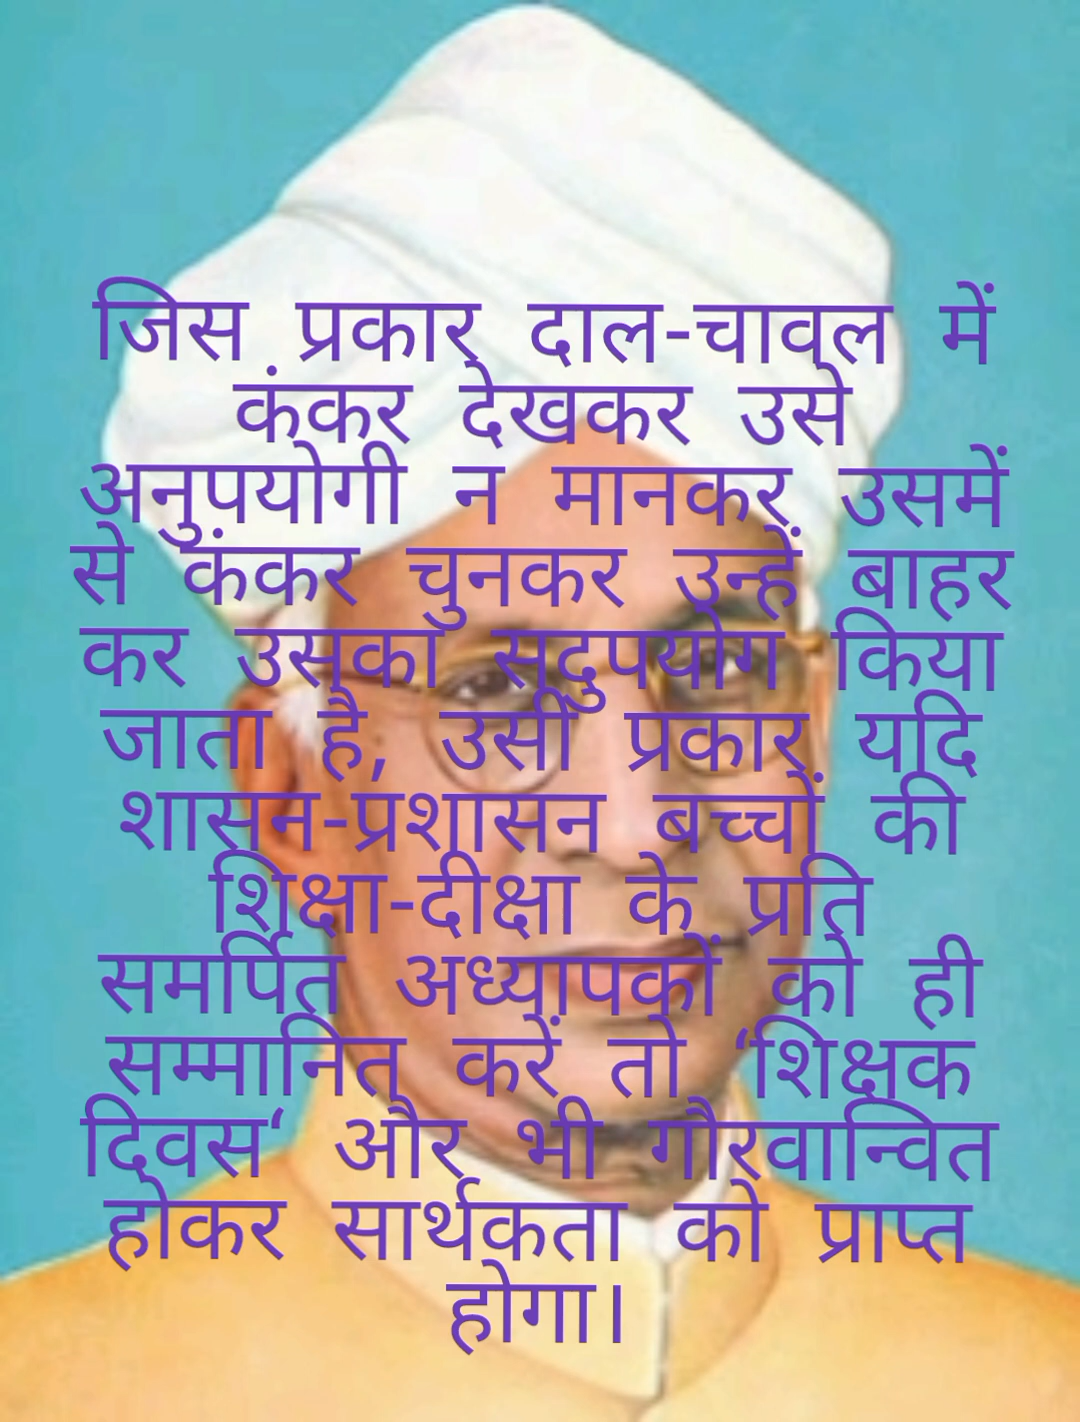 जिस प्रकार दाल-चावल में
कंकर देखकर उसे
अनुपयोगी न मानकर उसमें
से कंकर चुनकर उन्हें बाहर
कर उसका सदुपयोग किया
जाता है, उसी प्रकार यदि
शासन-प्रशासन बच्चों की
शिक्षा-दीक्षा के प्रति
समर्पित अध्यापकों को ही
सम्मानित करें तो ‘शिक्षक
दिवस‘ और भी गौरवान्वित
होकर सार्थकता को प्राप्त
होगा।